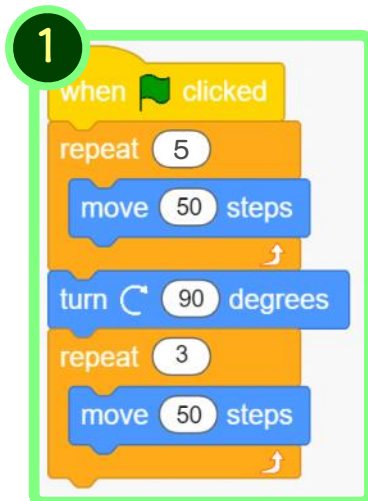 1
when clicked
repeat 5
move 50 steps
turn 90 degrees
repeat 3
move 50 steps